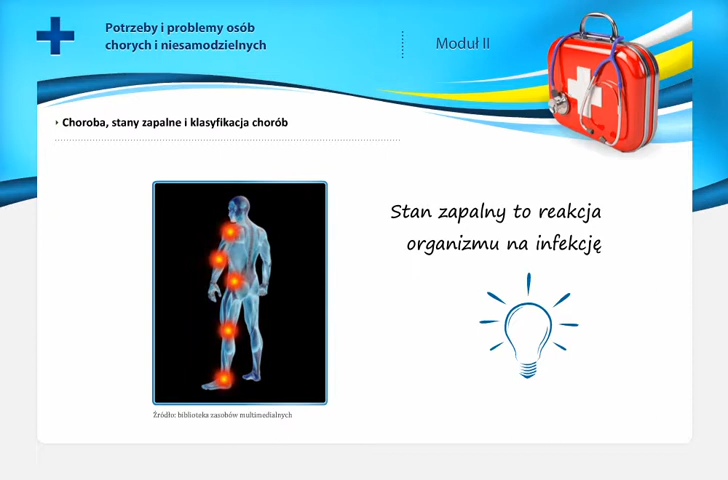 Potrzeby i problemy osób
chorych i niesamodzielnych
Moduł II
Choroba, stany zapalne i klasyfikacja chorób
Stan zapalny to reakcja
organizmu na infekcję
Źródło: biblioteka zasobów multimedialnych